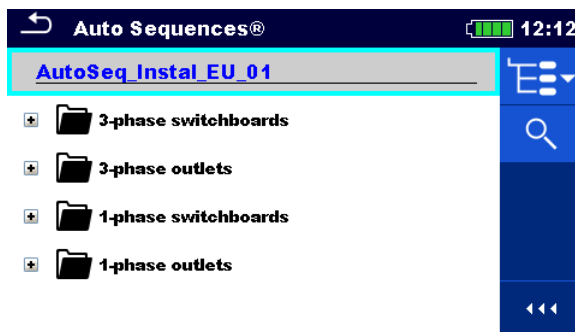 Auto Sequences® 12:12
AutoSeq_Instal_EU_01
3-phase switchboards
3-phase outlets
1-phase switchboards
1-phase outlets